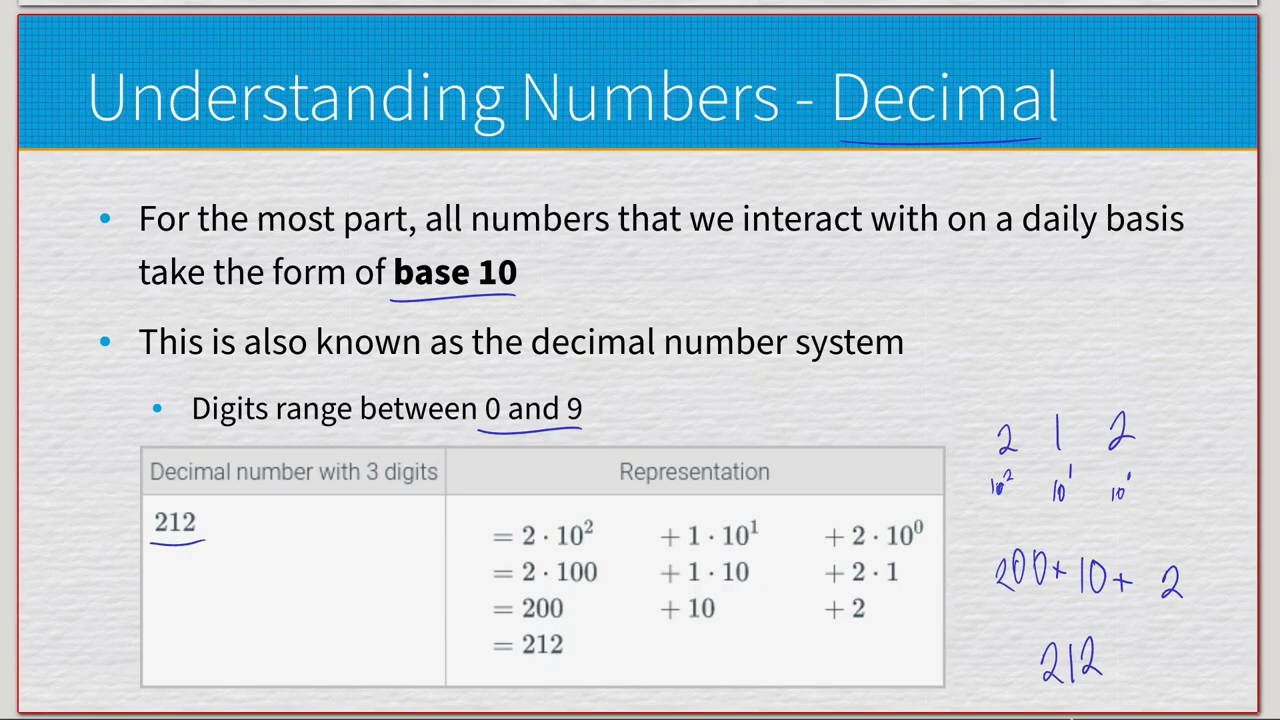 Understanding Numbers - Decimal
• For the most part, all numbers that we interact with on a daily basis
take the form of base 10
• This is also known as the decimal number system
• Digits range between 0 and 9
Decimal number with 3 digits Representation
212
= 2 · 10² + 1 · 10¹ + 2 · 10⁰
= 2 · 100 + 1 · 10 + 2 · 1
= 200 + 10 + 2
= 212
2 1 2
10² 10¹ 10⁰
200+ 10+ 2
212